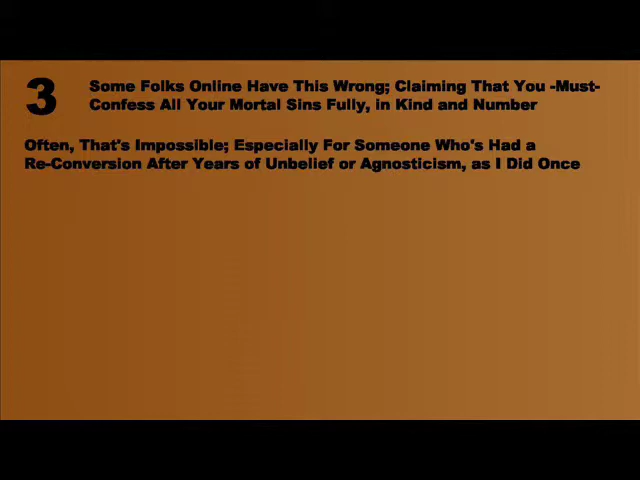 3
Some Folks Online Have This Wrong; Claiming That You -Must-
Confess All Your Mortal Sins Fully, in Kind and Number
Often, That's Impossible; Especially For Someone Who's Had a
Re-Conversion After Years of Unbelief or Agnosticism, as I Did Once